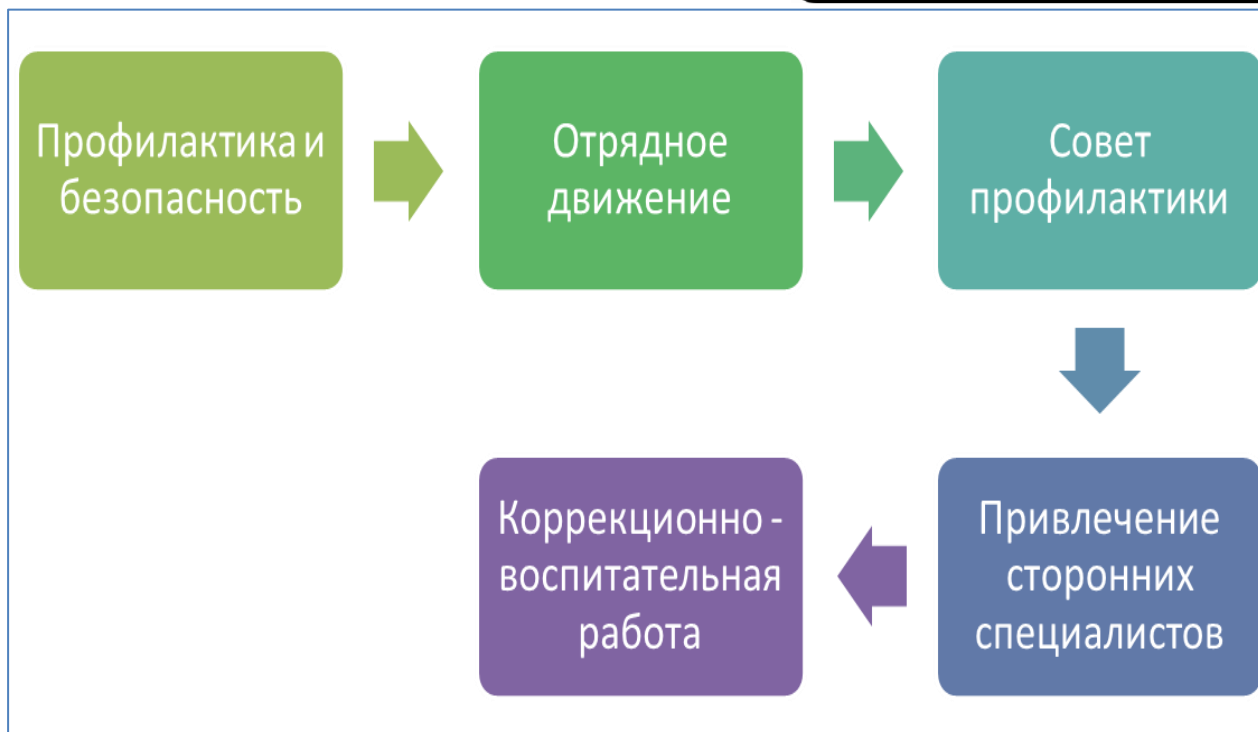 Профилактика и
безопасность
Отрядное
движение
Совет
профилактики
Привлечение
сторонних
специалистов
Коррекционно -
воспитательная
работа